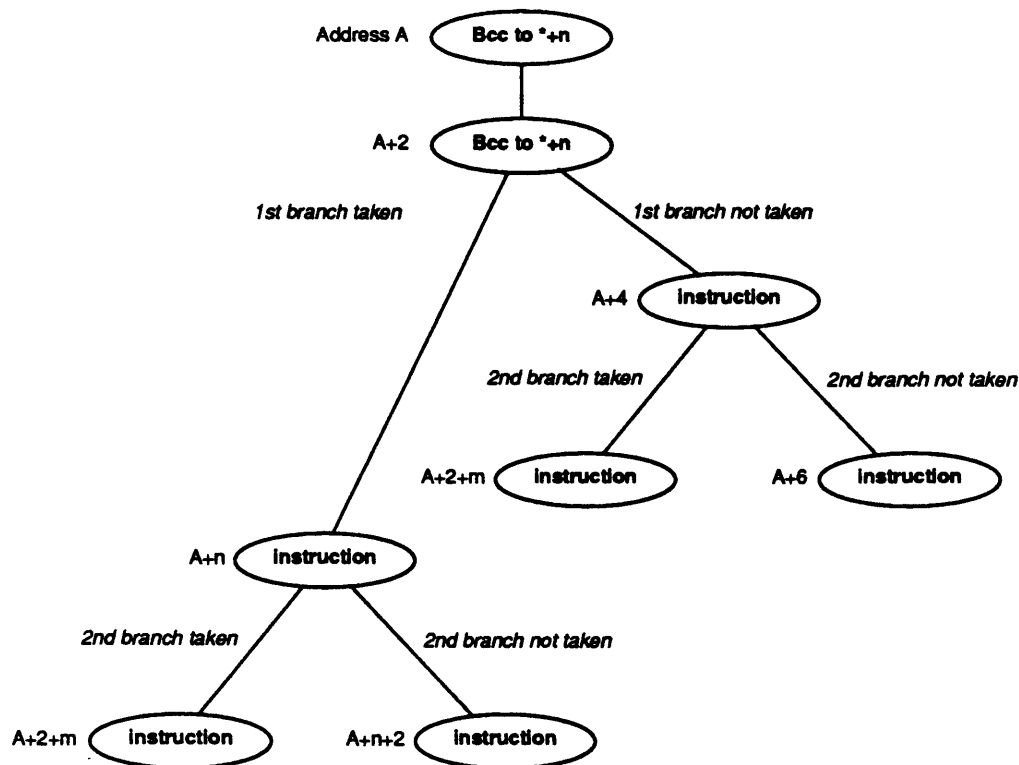 Address A
Bcc to *+n
A+2
Bcc to *+n
1st branch taken
1st branch not taken
A+4
instruction
2nd branch taken
2nd branch not taken
A+2+m
instruction
A+6
instruction
A+n
instruction
2nd branch taken
2nd branch not taken
A+2+m
instruction
A+n+2
instruction